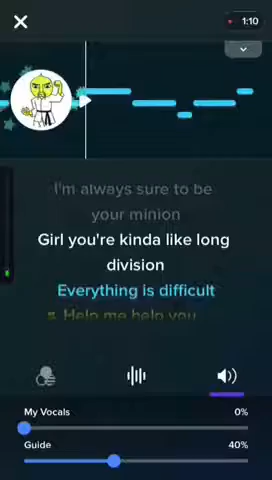 1:10
I'm always sure to be
your minion
Girl you're kinda like long
division
Everything is difficult
Help me help you
My Vocals 0%
Guide 40%